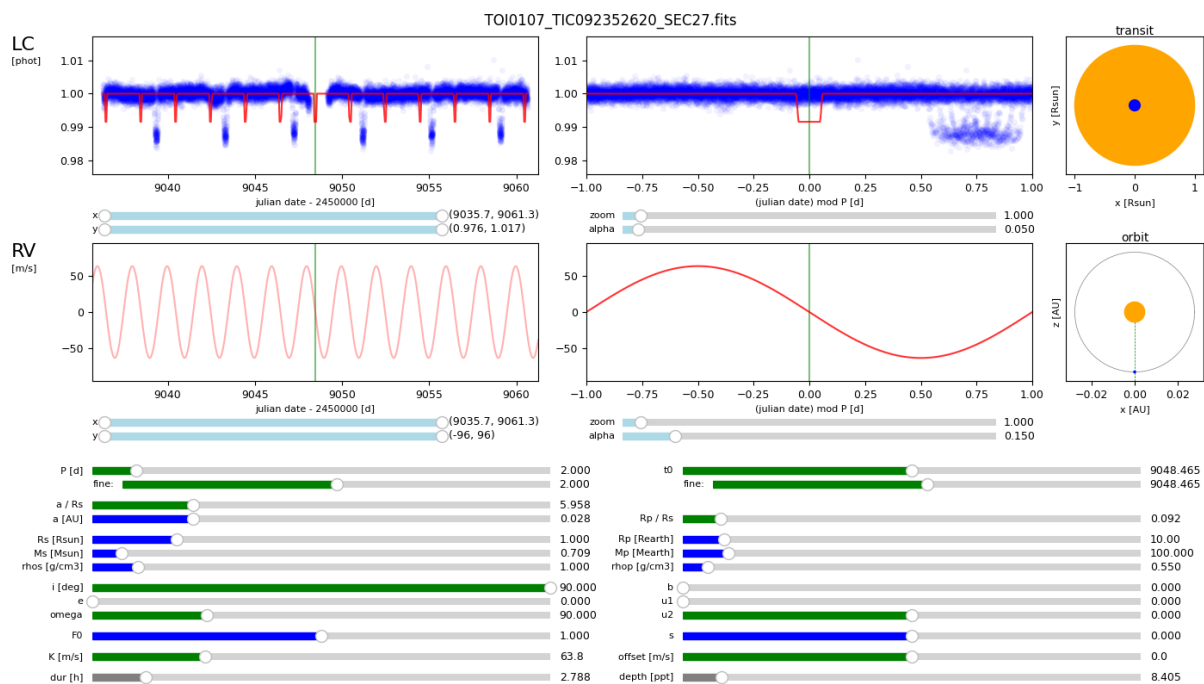 TOI0107_TIC092352620_SEC27.fits
LC
[phot]
1.01
1.00
0.99
0.98
9040 9045 9050 9055 9060
julian date - 2450000 [d]
x (9035.7, 9061.3)
y (0.976, 1.017)
1.01
1.00
0.99
0.98
−1.00 −0.75 −0.50 −0.25 0.00 0.25 0.50 0.75 1.00
(julian date) mod P [d]
zoom 1.000
alpha 0.050
transit
y [Rsun]
−1 0 1
x [Rsun]
RV
[m/s]
50
0
−50
9040 9045 9050 9055 9060
julian date - 2450000 [d]
x (9035.7, 9061.3)
y (-96, 96)
50
0
−50
−1.00 −0.75 −0.50 −0.25 0.00 0.25 0.50 0.75 1.00
(julian date) mod P [d]
zoom 1.000
alpha 0.150
orbit
z [AU]
−0.02 0.00 0.02
x [AU]
P [d] 2.000
fine: 2.000
a / Rs 5.958
a [AU] 0.028
Rs [Rsun] 1.000
Ms [Msun] 0.709
rhos [g/cm3] 1.000
i [deg] 90.000
e 0.000
omega 90.000
F0 1.000
K [m/s] 63.8
dur [h] 2.788
t0 9048.465
fine: 9048.465
Rp / Rs 0.092
Rp [Rearth] 10.00
Mp [Mearth] 100.000
rhop [g/cm3] 0.550
b 0.000
u1 0.000
u2 0.000
s 0.000
offset [m/s] 0.0
depth [ppt] 8.405